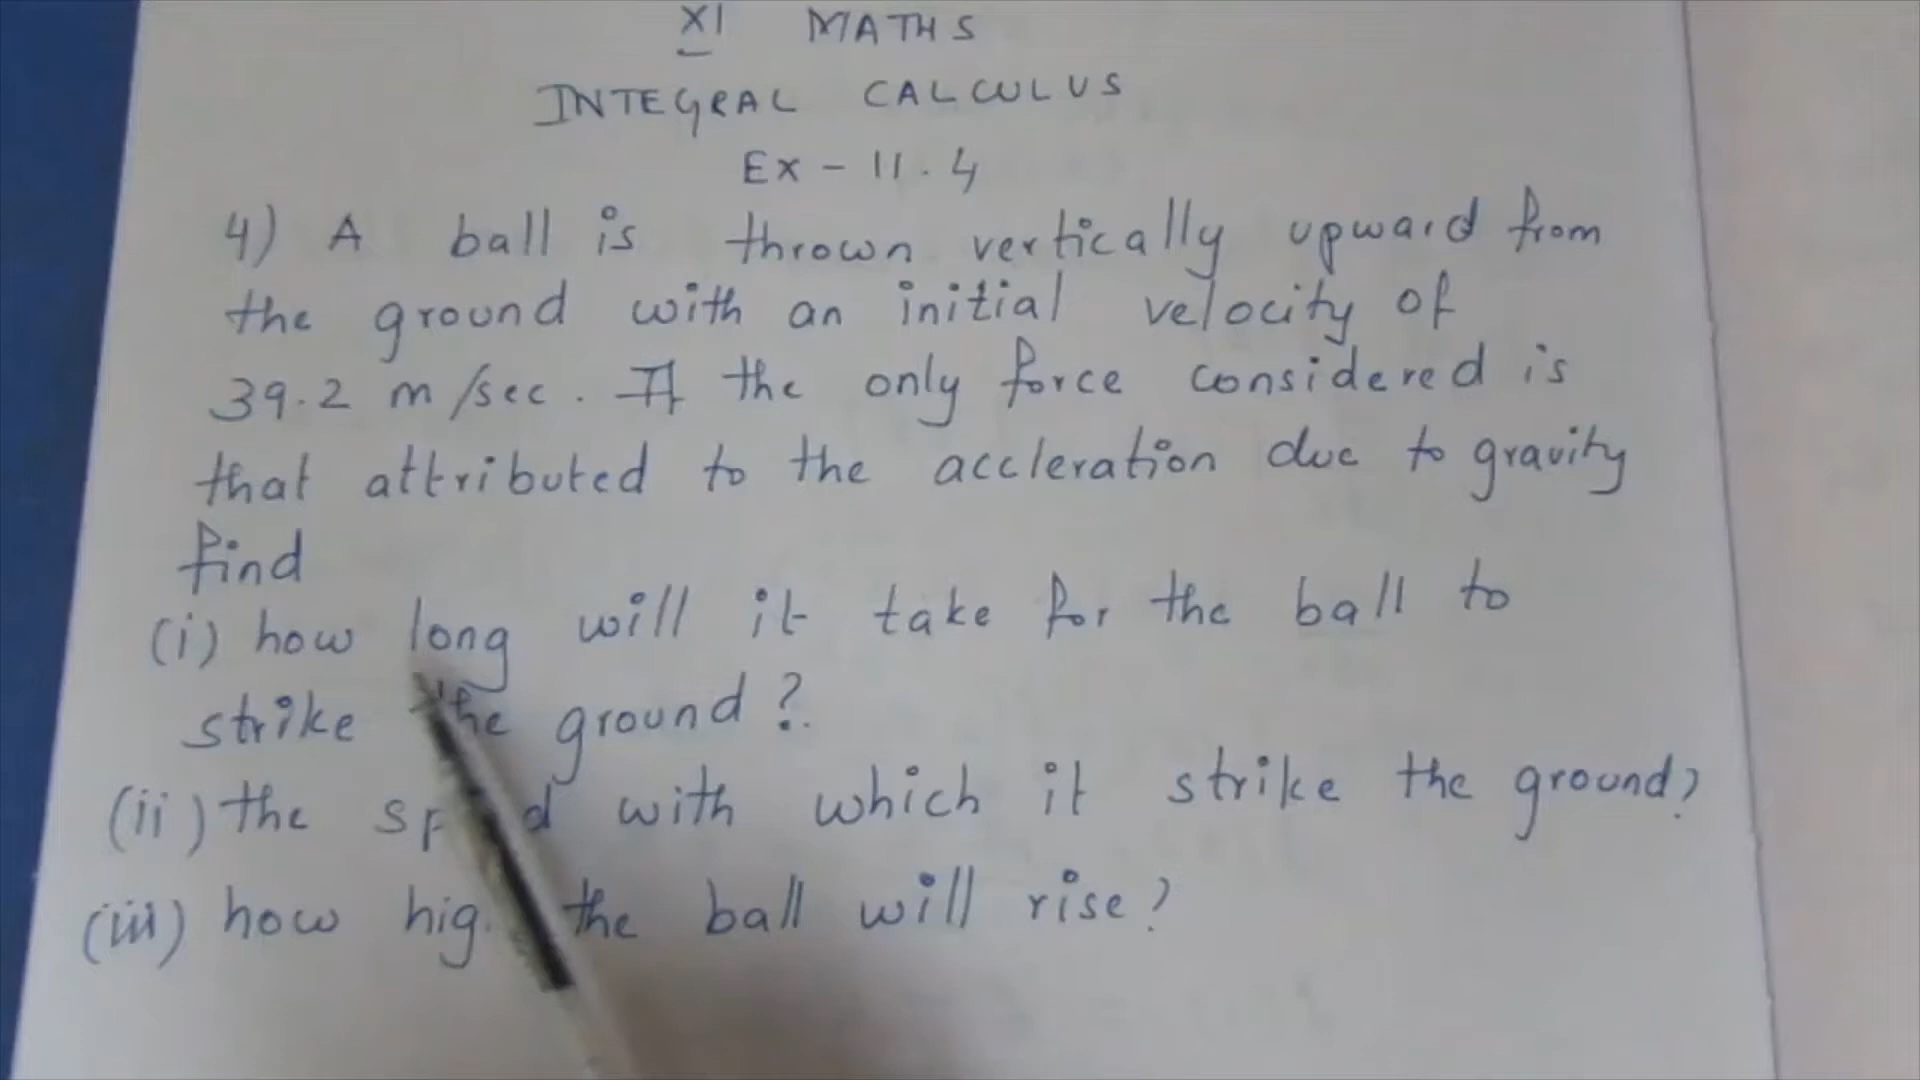 XI MATHS
INTEGRAL CALCULUS
Ex - 11.4
4) A ball is thrown vertically upward from
the ground with an initial velocity of
39.2 m/sec. If the only force considered is
that attributed to the accleration due to gravity
find
(i) how long will it take for the ball to
strike the ground?
(ii) the with which it strike the ground?
(iii) how the ball will rise?